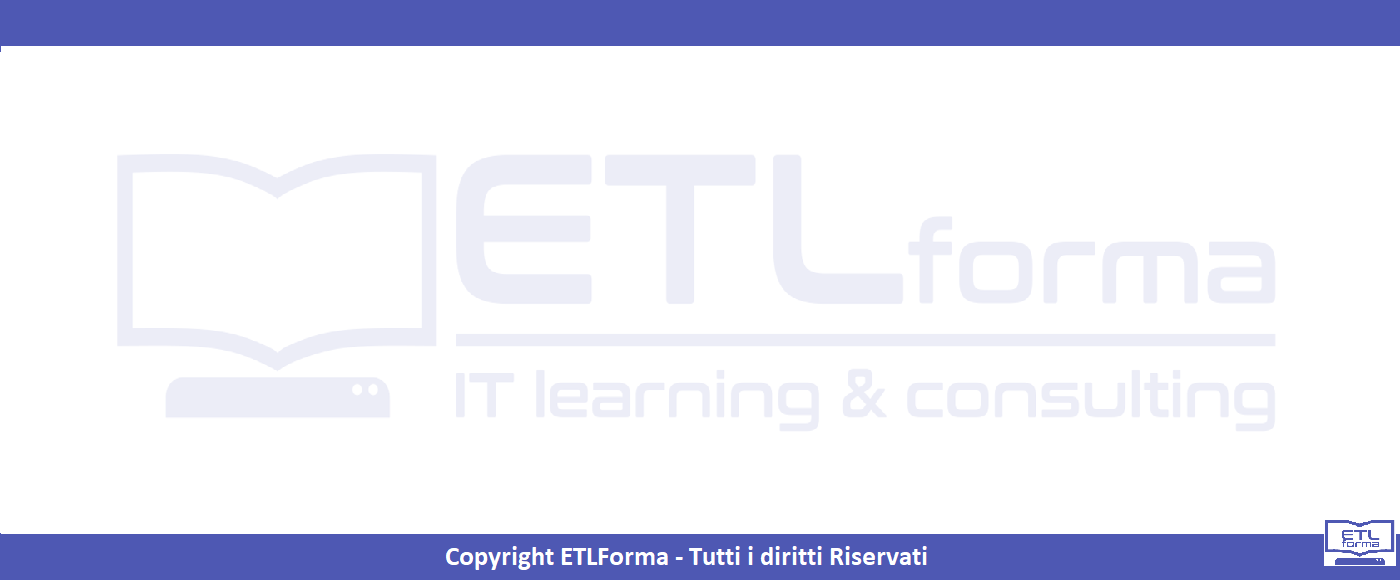 ETLforma
IT learning & consulting
Copyright ETLForma - Tutti i diritti Riservati
ETL
forma